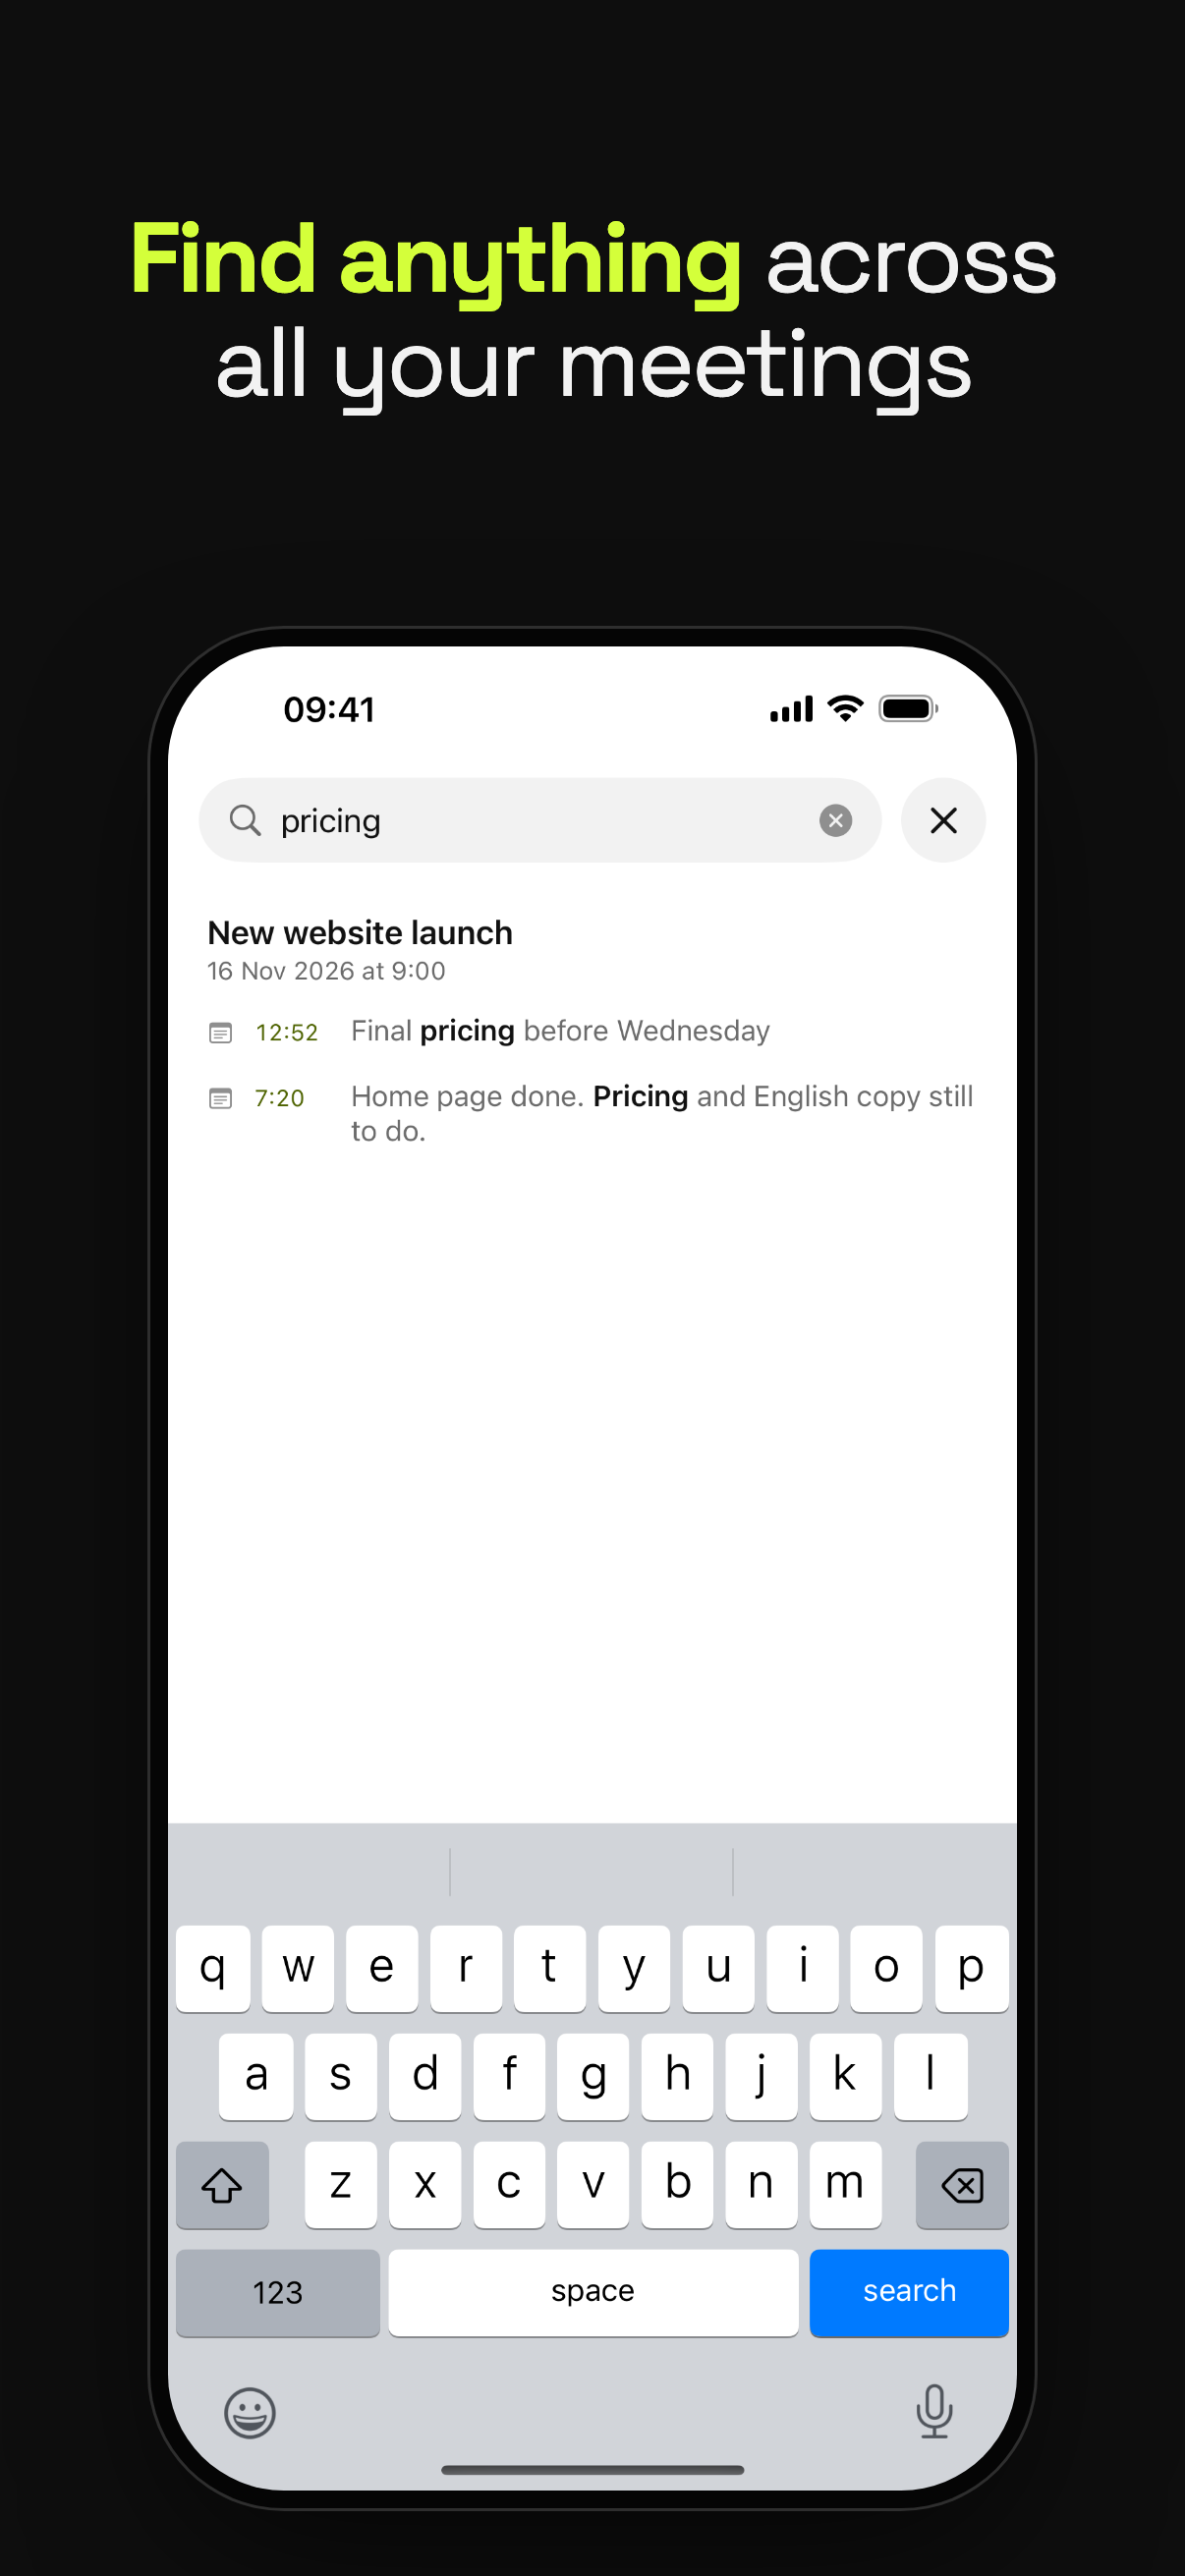 Find anything across
all your meetings
09:41
pricing
New website launch
16 Nov 2026 at 9:00
12:52 Final pricing before Wednesday
7:20 Home page done. Pricing and English copy still
to do.
q w e r t y u i o p
a s d f g h j k l
z x c v b n m
123 space search